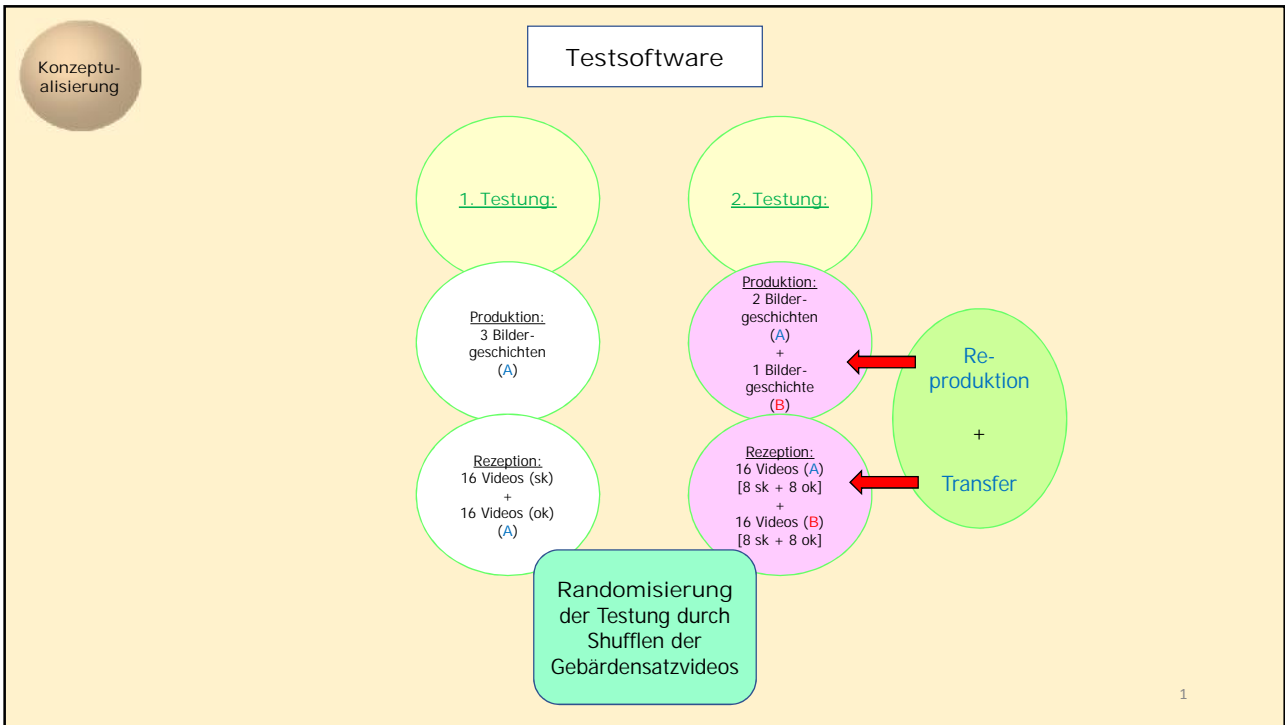 Konzeptu-
alisierung
Testsoftware
1. Testung:
Produktion:
3 Bilder-
geschichten
(A)
Rezeption:
16 Videos (sk)
+
16 Videos (ok)
(A)
2. Testung:
Produktion:
2 Bilder-
geschichten
(A)
+
1 Bilder-
geschichte
(B)
Rezeption:
16 Videos (A)
[8 sk + 8 ok]
+
16 Videos (B)
[8 sk + 8 ok]
Re-
produktion
+
Transfer
Randomisierung
der Testung durch
Shufflen der
Gebärdensatzvideos
1